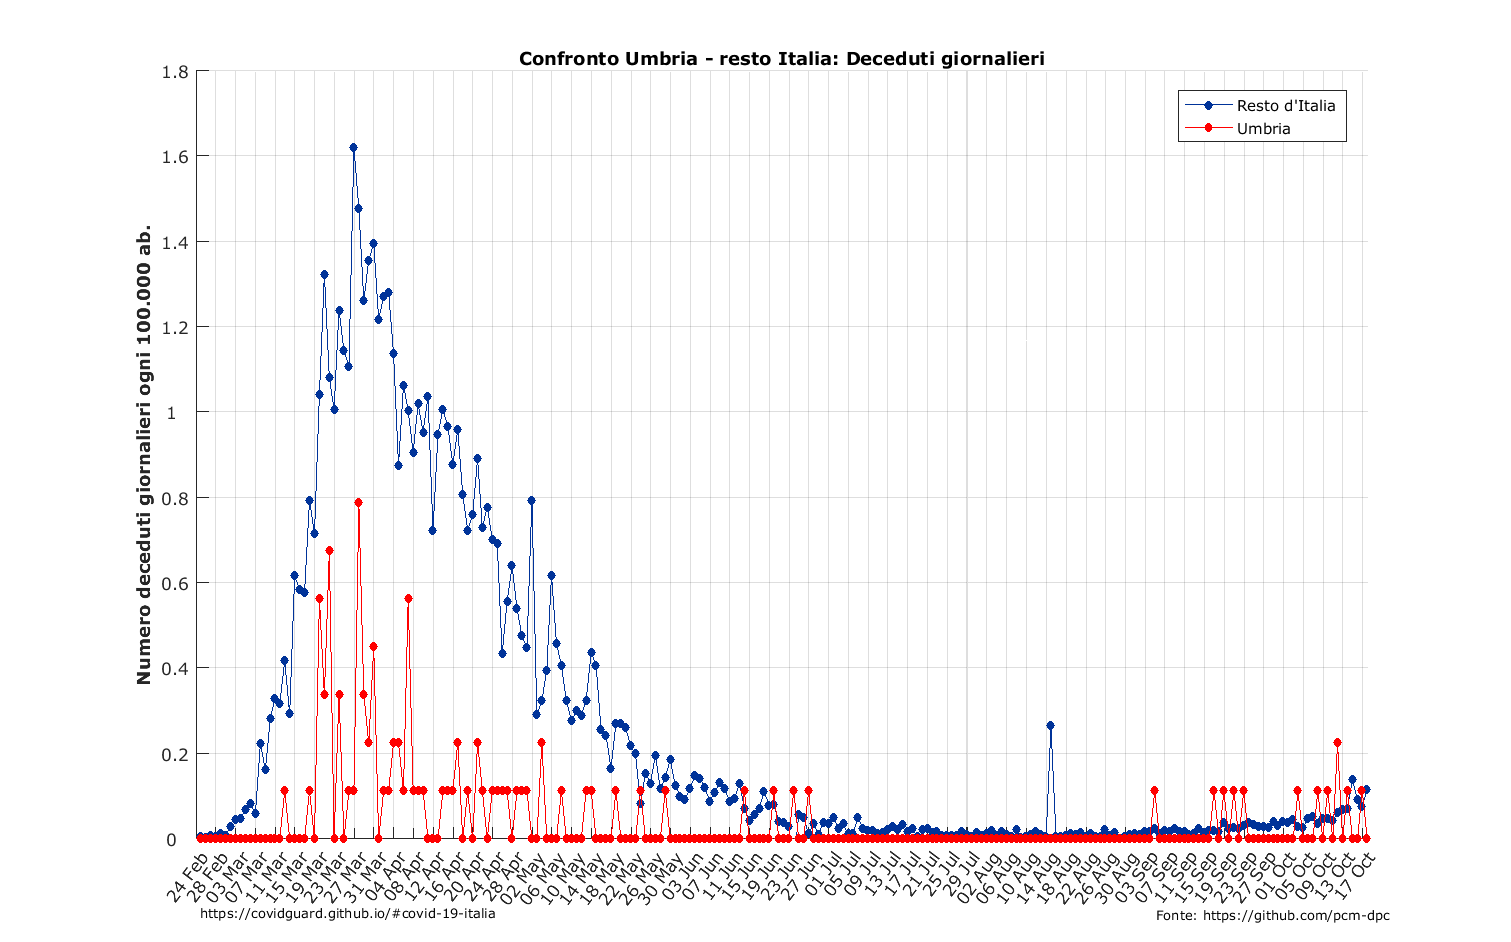 Confronto Umbria - resto Italia: Deceduti giornalieri
Numero deceduti giornalieri ogni 100.000 ab.
1.8
1.6
1.4
1.2
1
0.8
0.6
0.4
0.2
0
Resto d'Italia
Umbria
24 Feb
28 Feb
03 Mar
07 Mar
11 Mar
15 Mar
19 Mar
23 Mar
27 Mar
31 Mar
04 Apr
08 Apr
12 Apr
16 Apr
20 Apr
24 Apr
28 Apr
02 May
06 May
10 May
14 May
18 May
22 May
26 May
30 May
03 Jun
07 Jun
11 Jun
15 Jun
19 Jun
23 Jun
27 Jun
01 Jul
05 Jul
09 Jul
13 Jul
17 Jul
21 Jul
25 Jul
29 Jul
02 Aug
06 Aug
10 Aug
14 Aug
18 Aug
22 Aug
26 Aug
30 Aug
03 Sep
07 Sep
11 Sep
15 Sep
19 Sep
23 Sep
27 Sep
01 Oct
05 Oct
09 Oct
13 Oct
17 Oct
https://covidguard.github.io/#covid-19-italia
Fonte: https://github.com/pcm-dpc